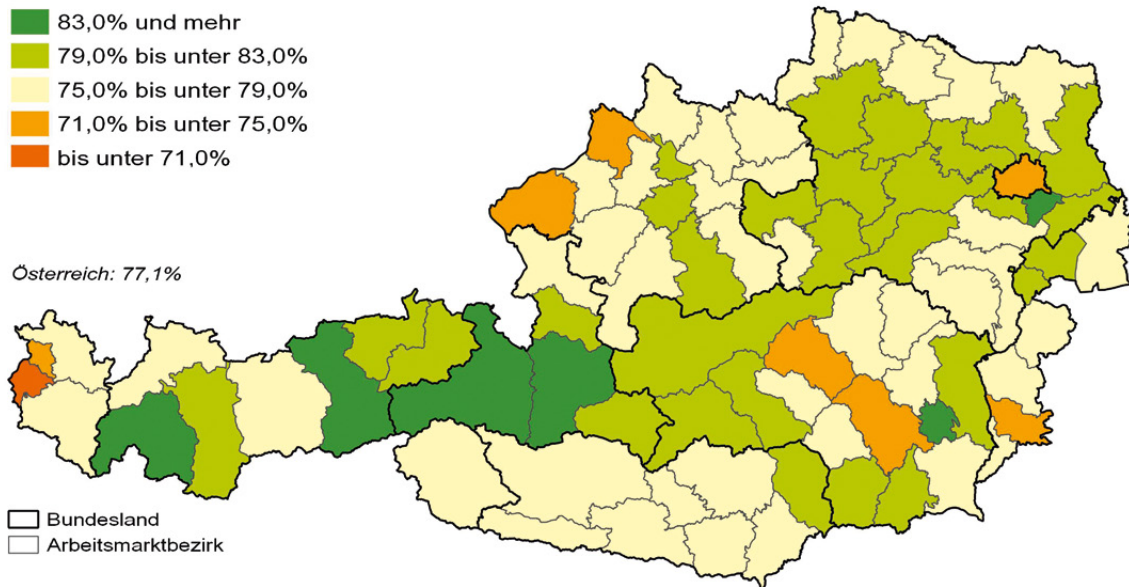 83,0% und mehr
79,0% bis unter 83,0%
75,0% bis unter 79,0%
71,0% bis unter 75,0%
bis unter 71,0%
Österreich: 77,1%
Bundesland
Arbeitsmarktbezirk